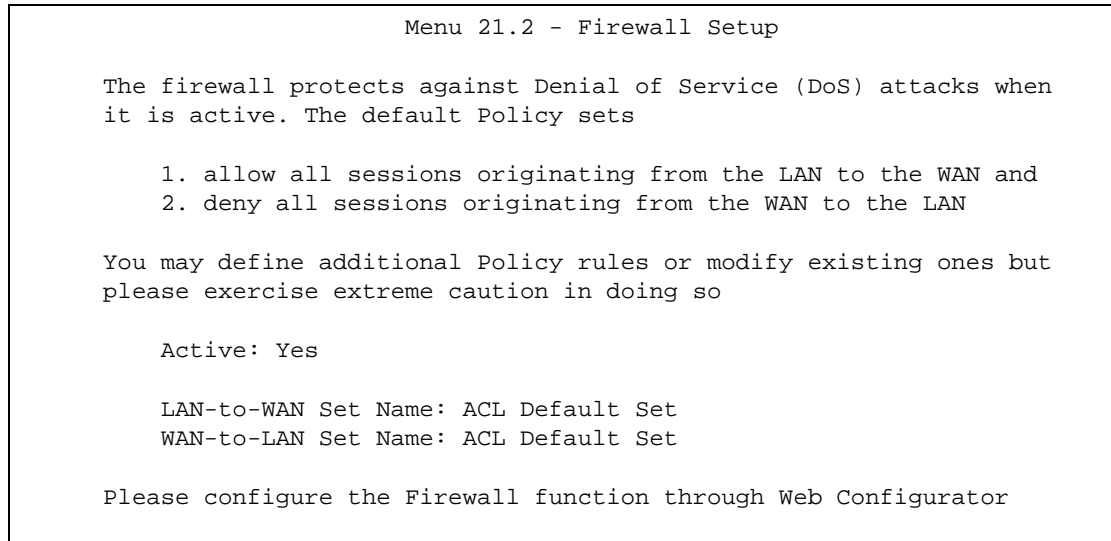 Menu 21.2 - Firewall Setup
The firewall protects against Denial of Service (DoS) attacks when
it is active. The default Policy sets
1. allow all sessions originating from the LAN to the WAN and
2. deny all sessions originating from the WAN to the LAN
You may define additional Policy rules or modify existing ones but
please exercise extreme caution in doing so
Active: Yes
LAN-to-WAN Set Name: ACL Default Set
WAN-to-LAN Set Name: ACL Default Set
Please configure the Firewall function through Web Configurator